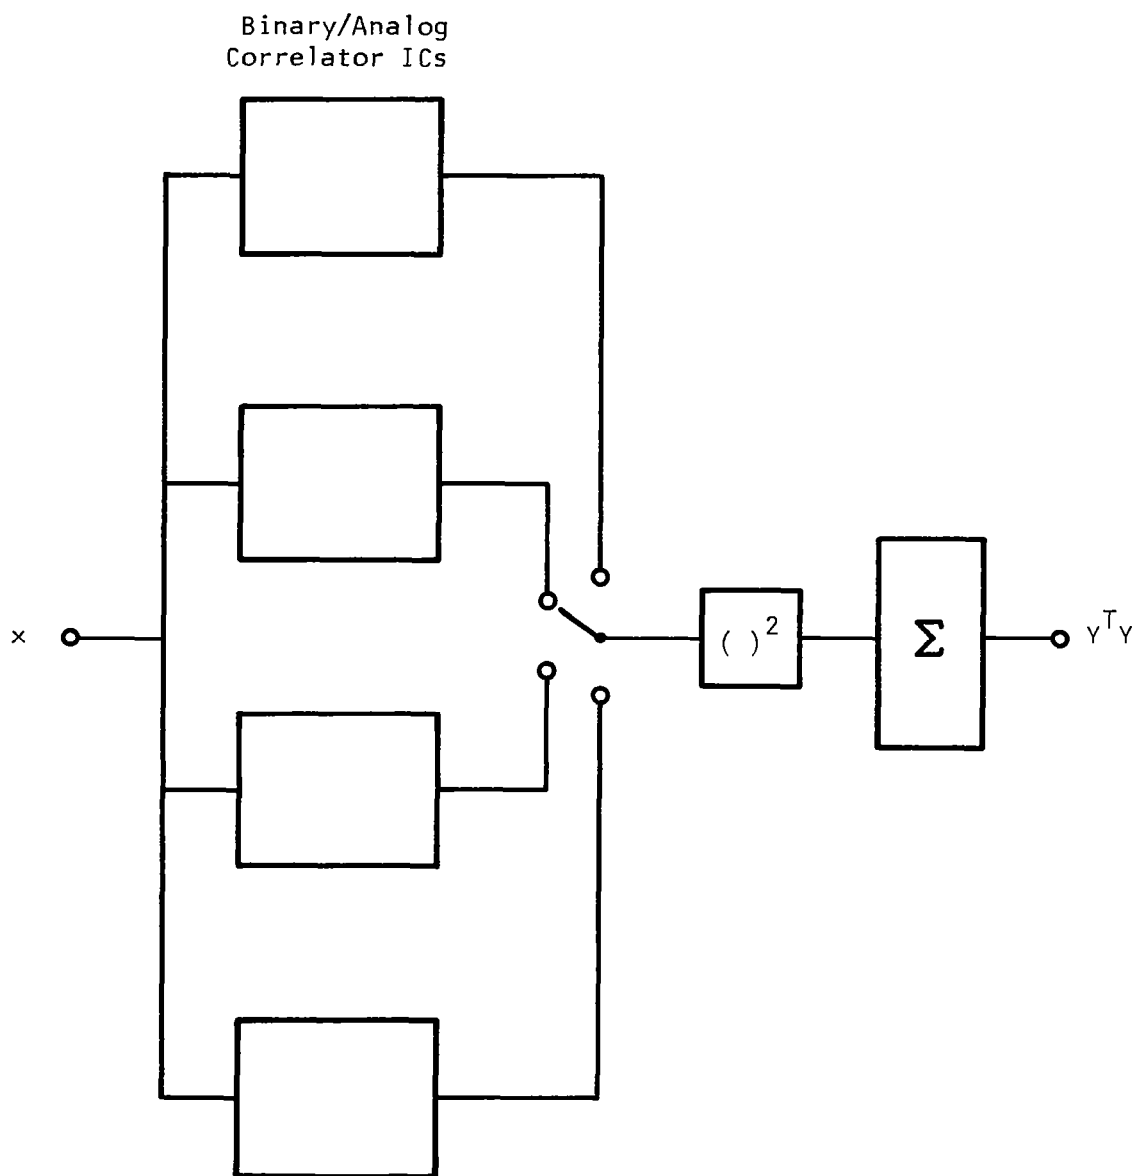 Binary/Analog
Correlator ICs
x
( )²
Σ
YᵀY